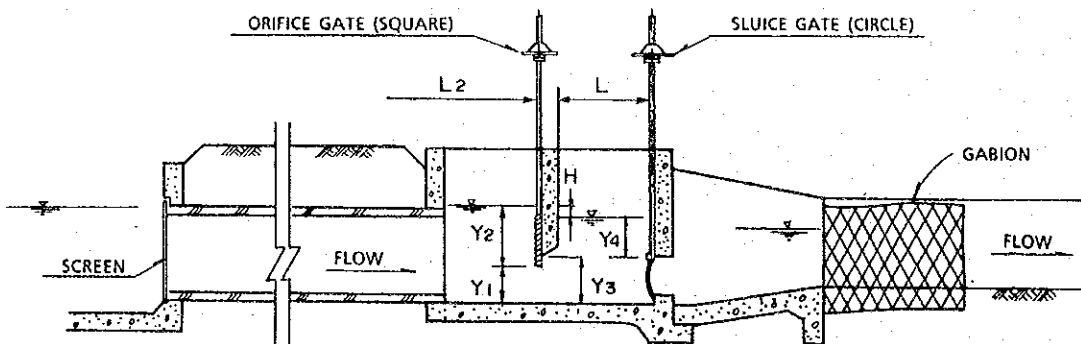 ORIFICE GATE (SQUARE)
SLUICE GATE (CIRCLE)
L2
L
GABION
H
Y2
Y4
SCREEN
FLOW
Y1
Y3
FLOW